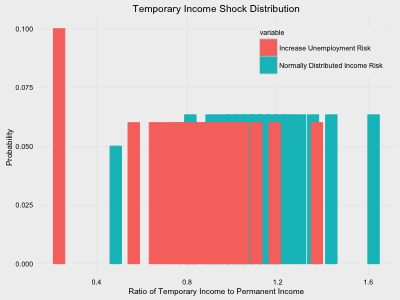 Temporary Income Shock Distribution
variable
Increase Unemployment Risk
Normally Distributed Income Risk
Probability
0.100
0.075
0.050
0.025
0.000
0.4 0.8 1.2 1.6
Ratio of Temporary Income to Permanent Income